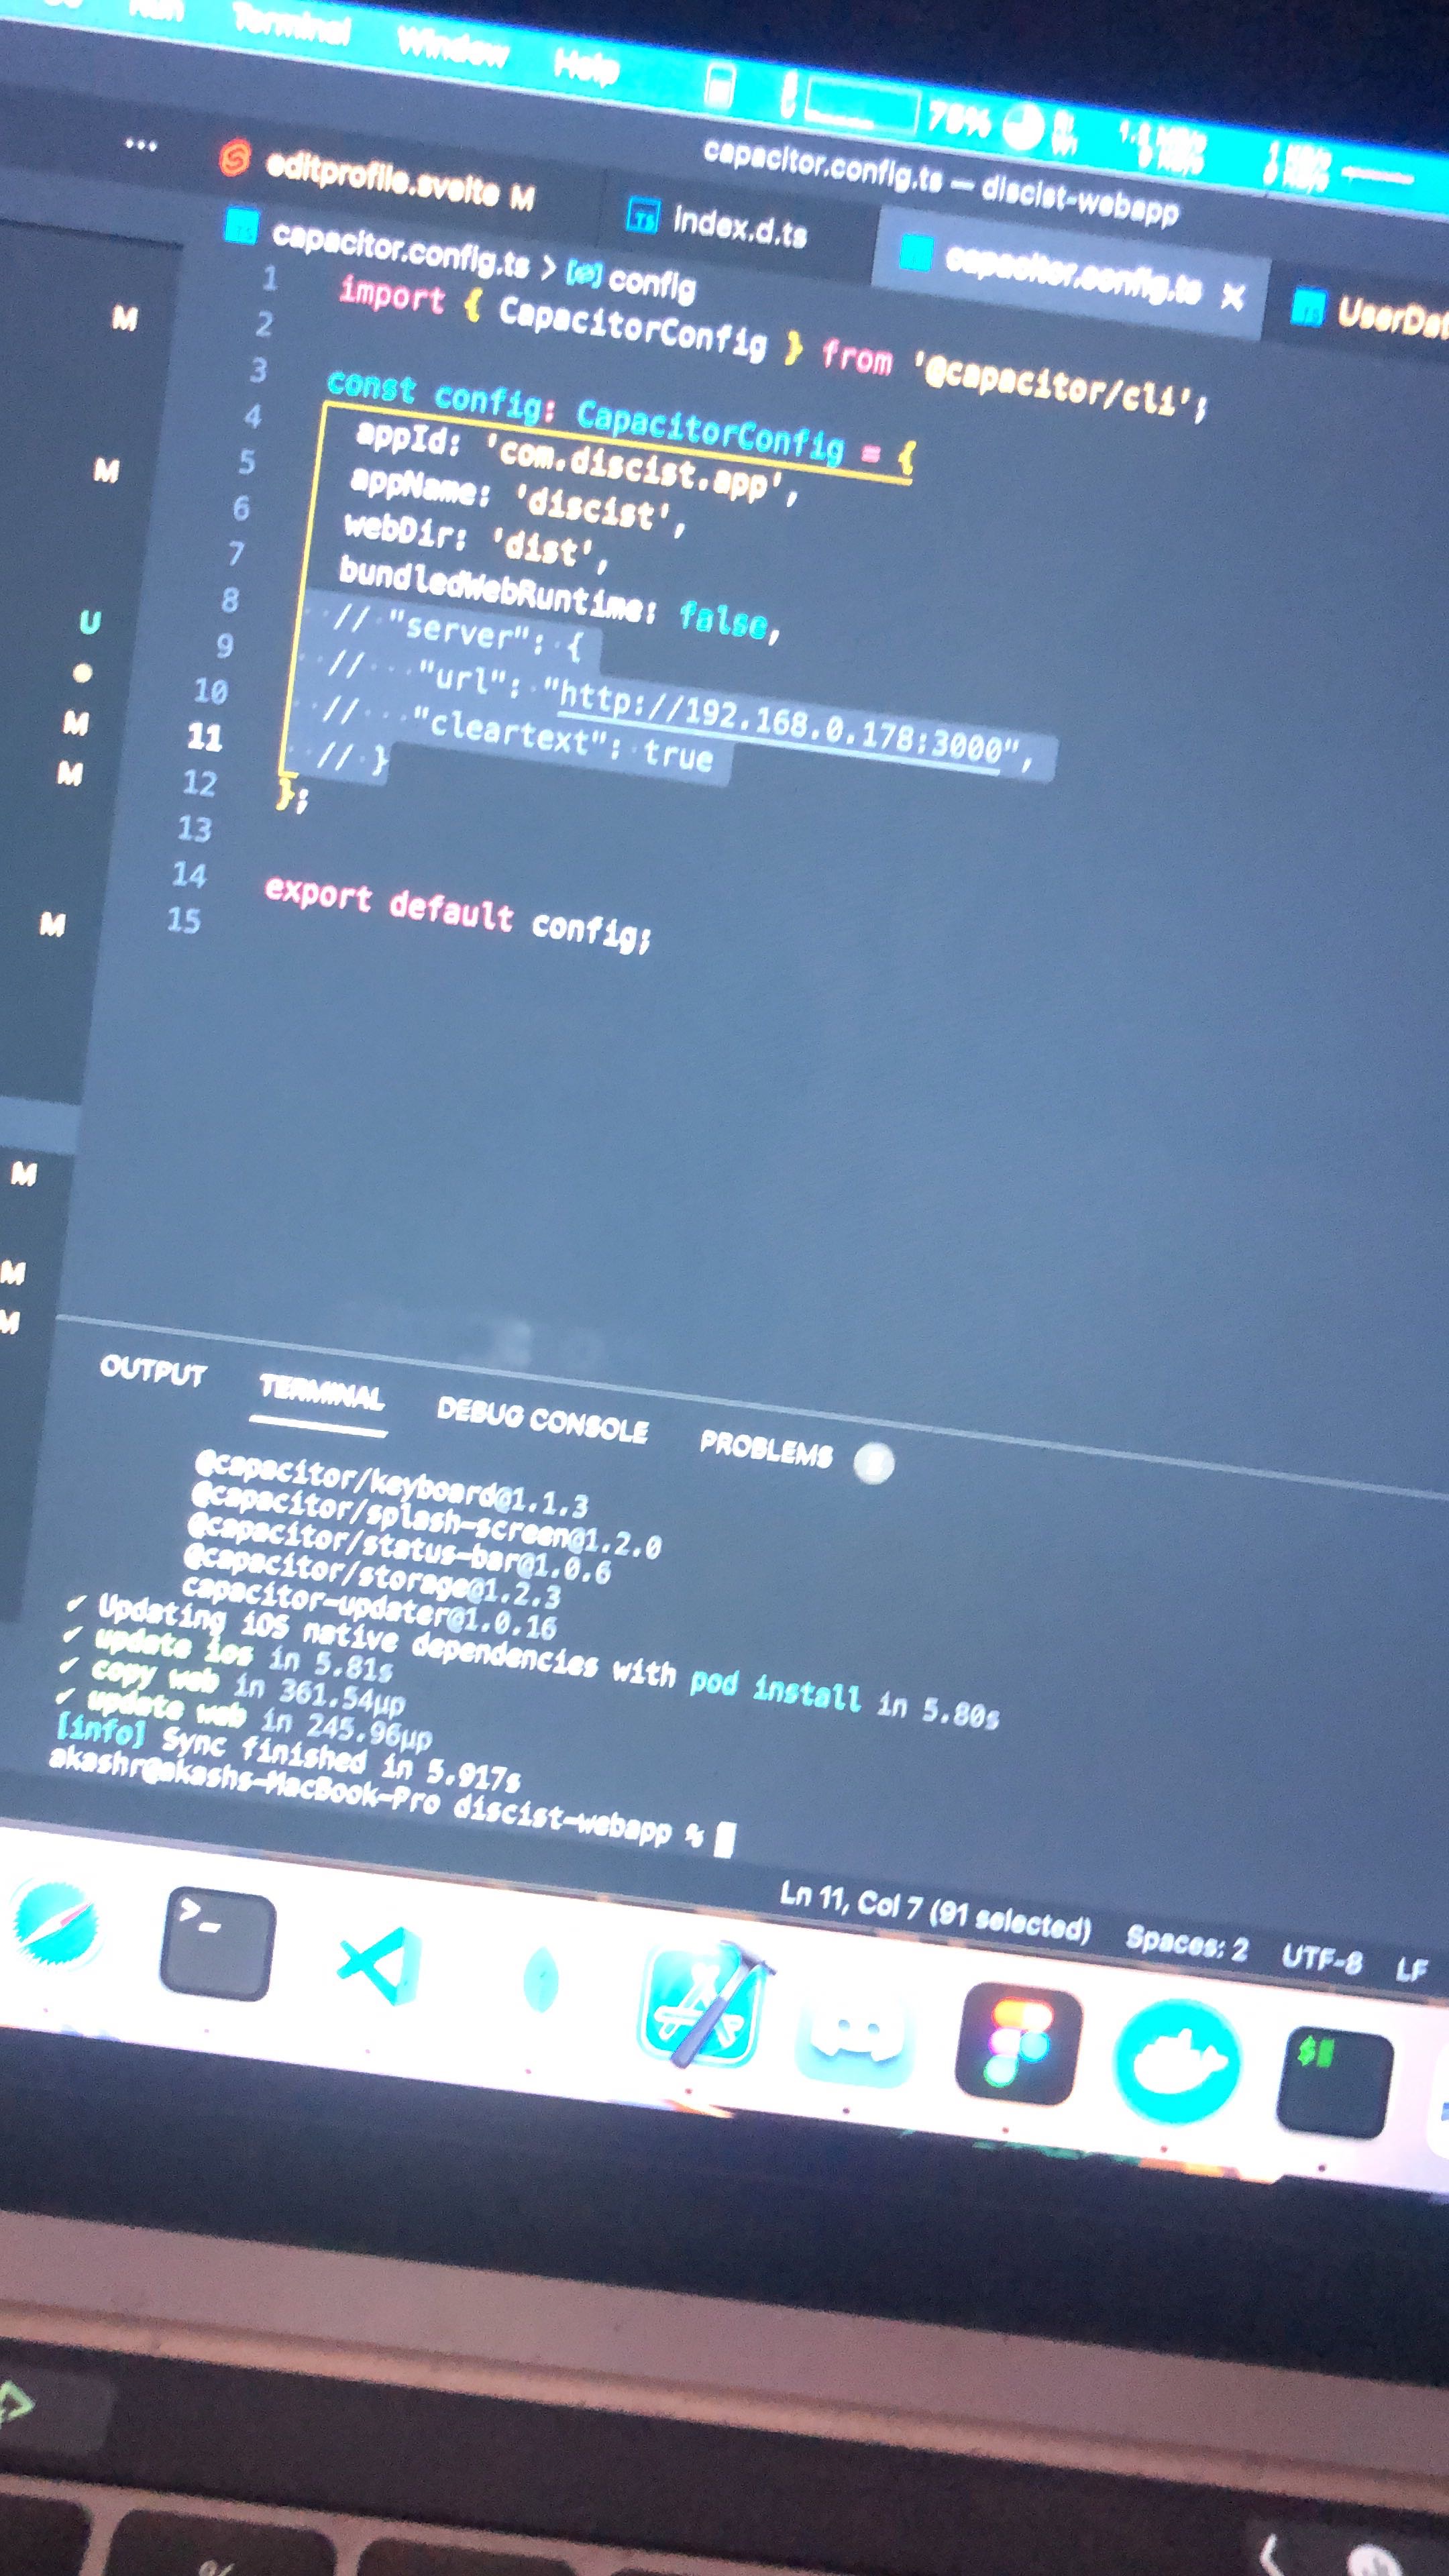 Run Terminal Window Help 75%
capacitor.config.ts — discist-webapp
... editprofile.svelte M index.d.ts capacitor.config.ts × UserDat
capacitor.config.ts > config
1 import { CapacitorConfig } from '@capacitor/cli';
2
3 const config: CapacitorConfig = {
4 appId: 'com.discist.app',
5 appName: 'discist',
6 webDir: 'dist',
7 bundledWebRuntime: false,
8 // "server": {
9 // "url": "http://192.168.0.178:3000",
10 // "cleartext": true
11 // }
12 };
13
14 export default config;
15
M
M
U
M
M
M
M
M
M
OUTPUT TERMINAL DEBUG CONSOLE PROBLEMS
@capacitor/keyboard@1.1.3
@capacitor/splash-screen@1.2.0
@capacitor/status-bar@1.0.6
@capacitor/storage@1.2.3
capacitor-updater@1.0.16
✔ Updating iOS native dependencies with pod install in 5.80s
✔ update ios in 5.81s
✔ copy web in 361.54μp
✔ update web in 245.96μp
[info] Sync finished in 5.917s
akashr@akashs-MacBook-Pro discist-webapp %
Ln 11, Col 7 (91 selected) Spaces: 2 UTF-8 LF
>_
$
%